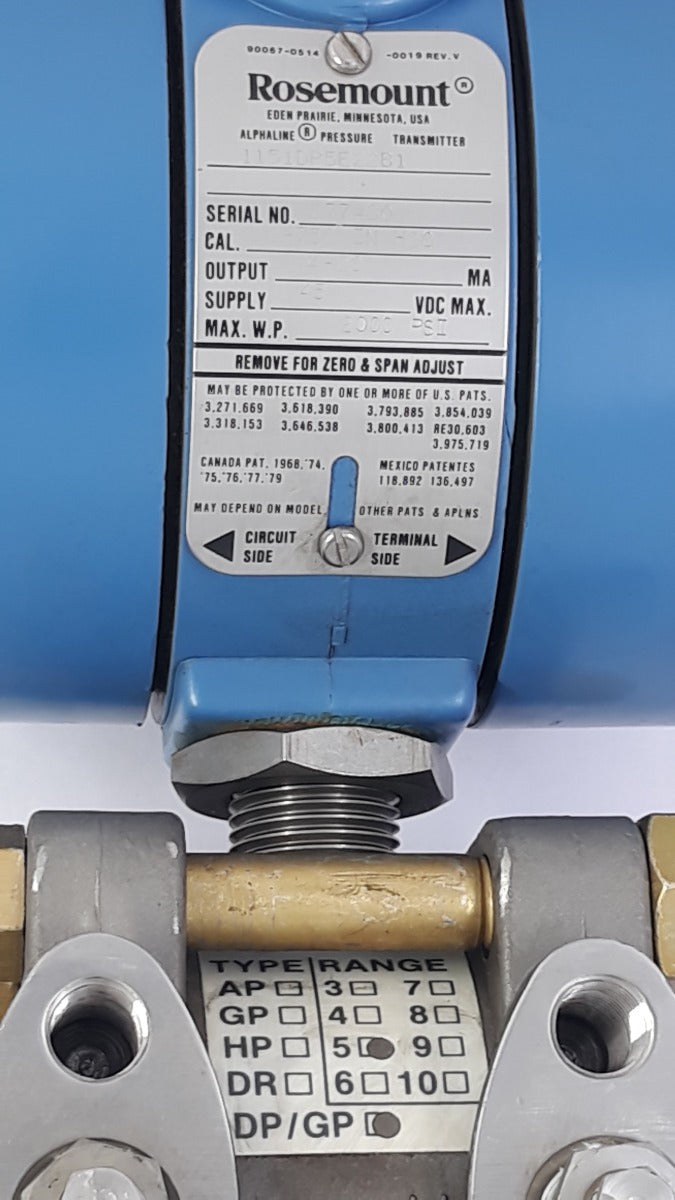 90067-0514 -0019 REV. V
Rosemount®
EDEN PRAIRIE, MINNESOTA, USA
ALPHALINE® PRESSURE TRANSMITTER
SERIAL NO.
CAL.
OUTPUT MA
SUPPLY 45 VDC MAX.
MAX. W.P. 2000 PSI
REMOVE FOR ZERO & SPAN ADJUST
MAY BE PROTECTED BY ONE OR MORE OF U.S. PATS.
3,271,669 3,618,390 3,793,885 3,854,039
3,318,153 3,646,538 3,800,413 RE30,603
3,975,719
CANADA PAT. 1968,'74, MEXICO PATENTES
'75,'76,'77,'79 118,892 136,497
MAY DEPEND ON MODEL, OTHER PATS & APLNS
CIRCUIT TERMINAL
SIDE SIDE
TYPE RANGE
AP 3 7
GP 4 8
HP 5 9
DR 6 10
DP/GP